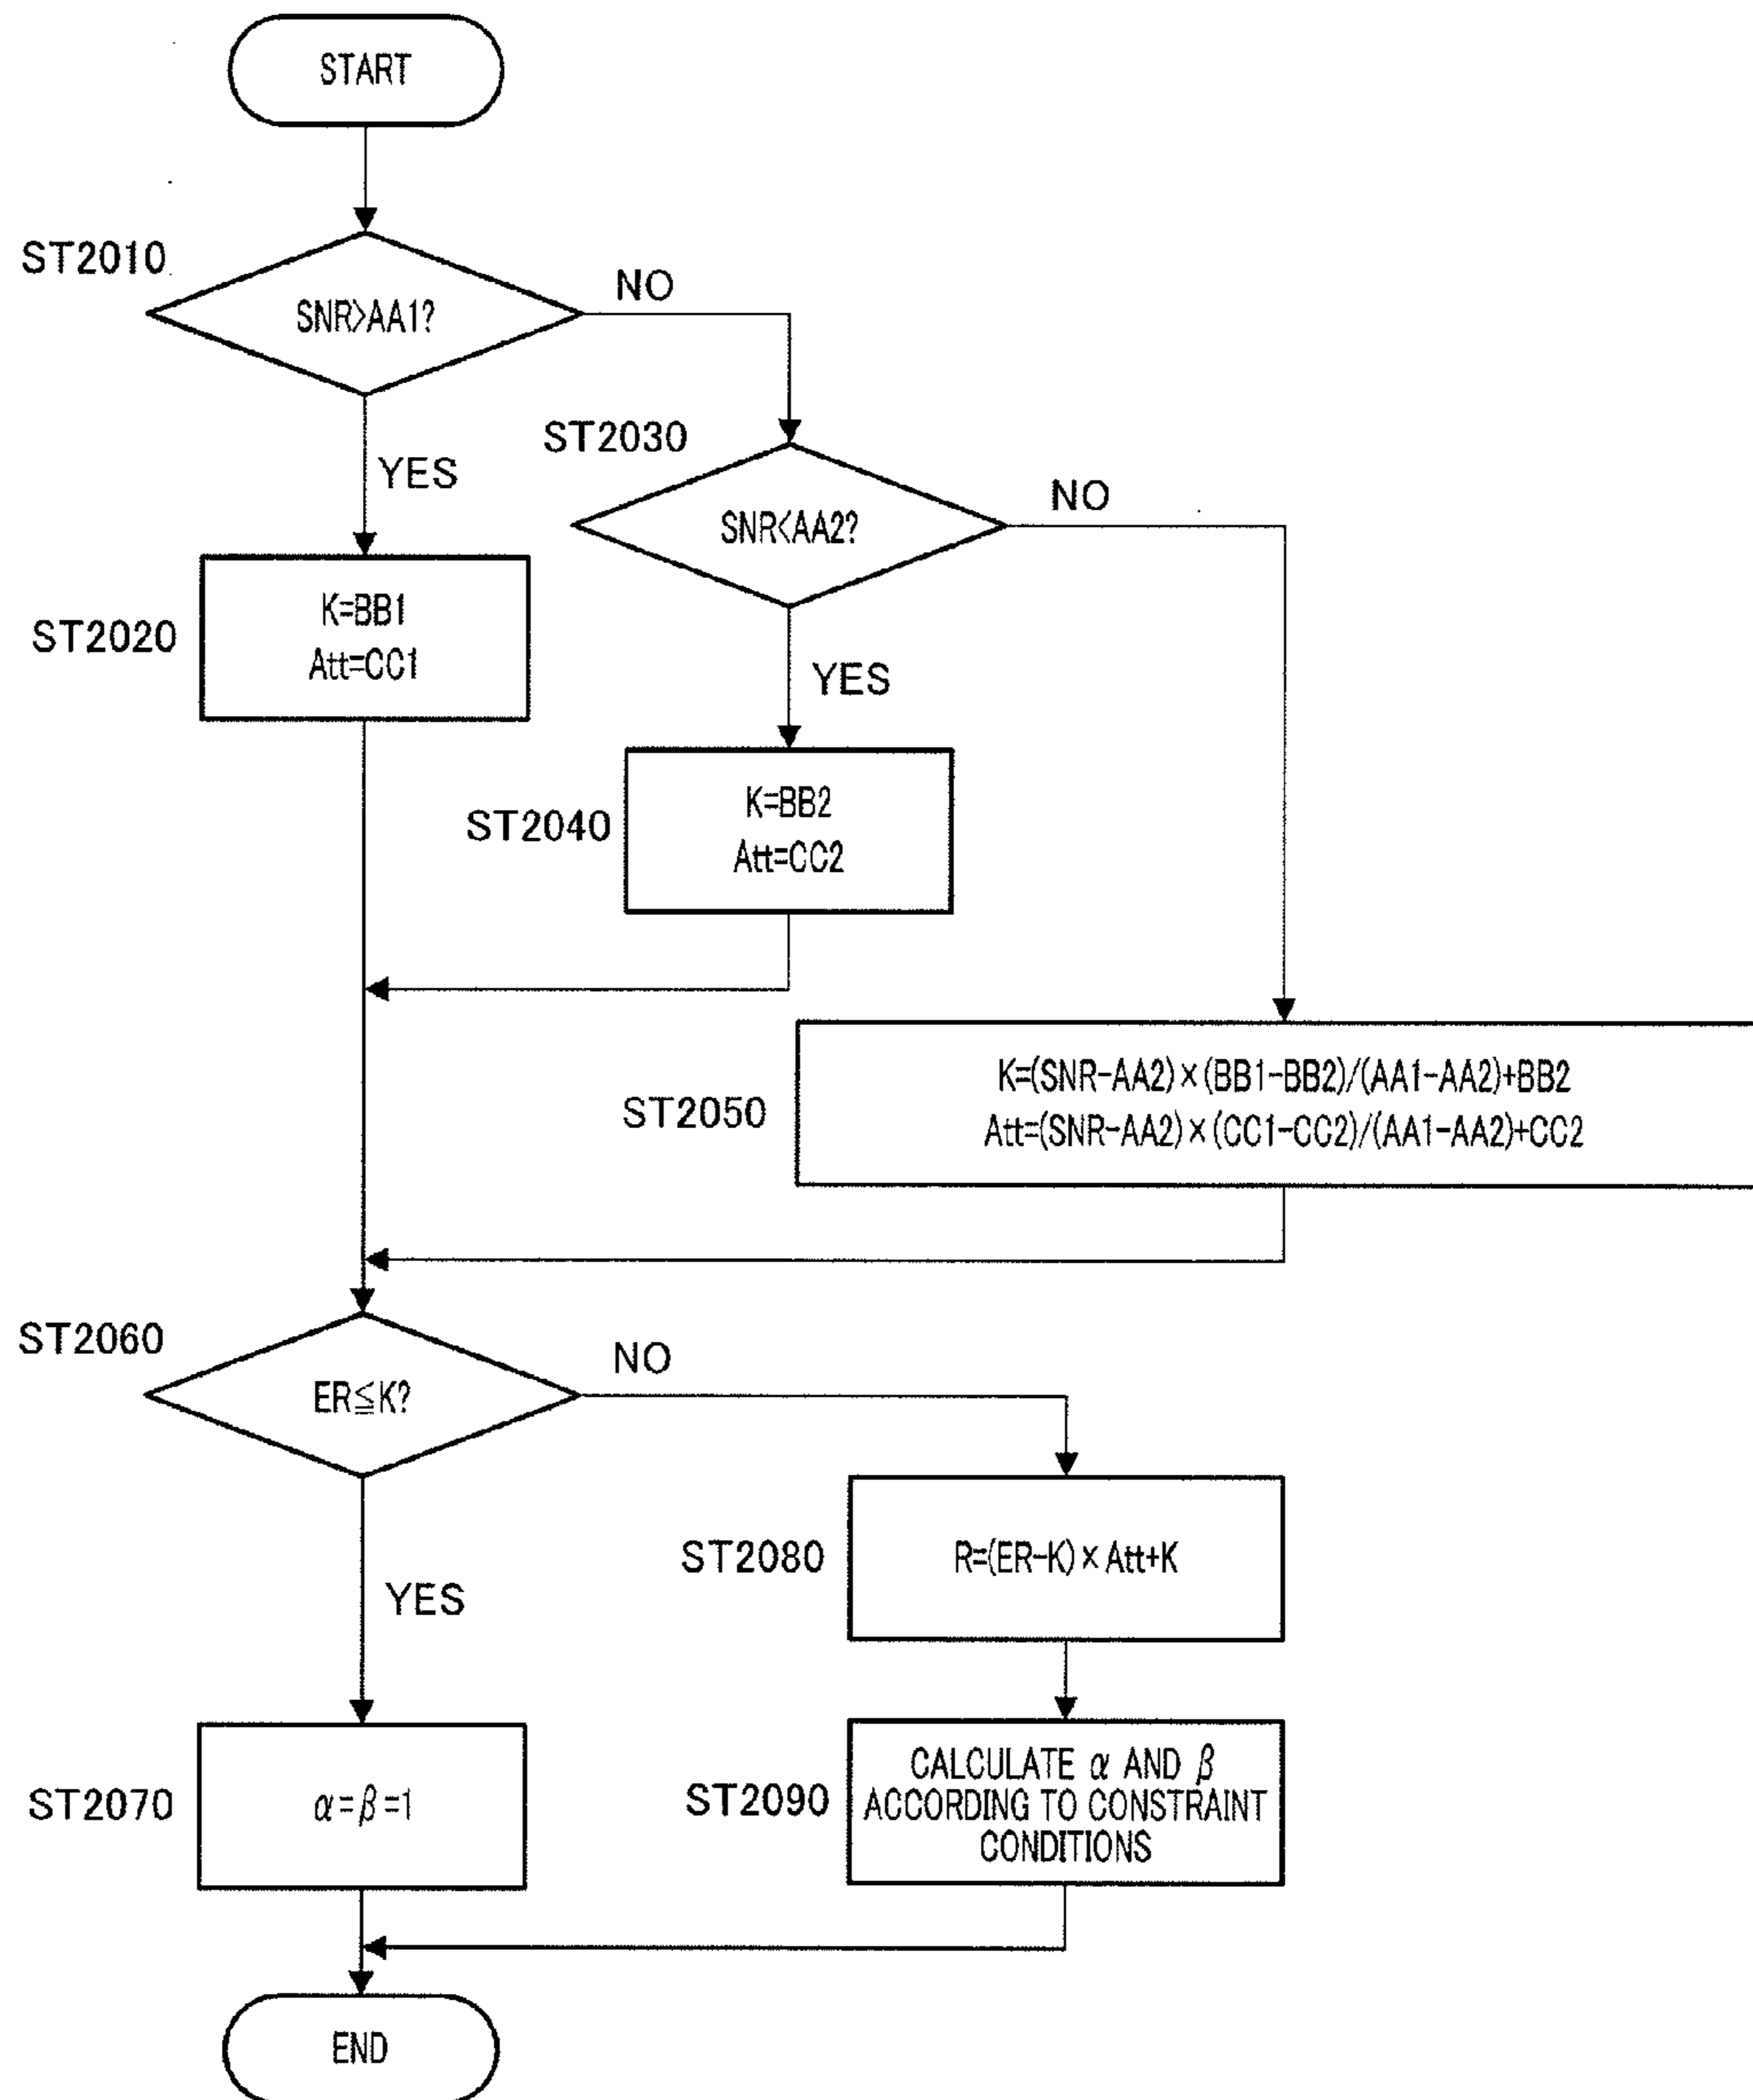 START
ST2010
SNR>AA1?
NO
YES
ST2030
SNR<AA2?
NO
YES
ST2020
K=BB1
Att=CC1
ST2040
K=BB2
Att=CC2
ST2050
K=(SNR-AA2)×(BB1-BB2)/(AA1-AA2)+BB2
Att=(SNR-AA2)×(CC1-CC2)/(AA1-AA2)+CC2
ST2060
ER≦K?
NO
YES
ST2080
R=(ER-K)×Att+K
ST2070
α=β=1
ST2090
CALCULATE α AND β
ACCORDING TO CONSTRAINT
CONDITIONS
END